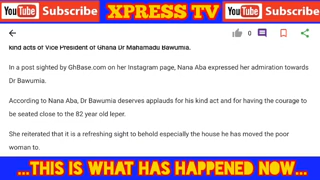 YouTube Subscribe XPRESS TV YouTube Subscribe
0
kind acts of Vice President of Ghana Dr Mahamadu Bawumia.
In a post sighted by GhBase.com on her Instagram page, Nana Aba expressed her admiration towards
Dr Bawumia.
According to Nana Aba, Dr Bawumia deserves applauds for his kind act and for having the courage to
be seated close to the 82 year old leper.
She reiterated that it is a refreshing sight to behold especially the house he has moved the poor
woman to.
...THIS IS WHAT HAS HAPPENED NOW...